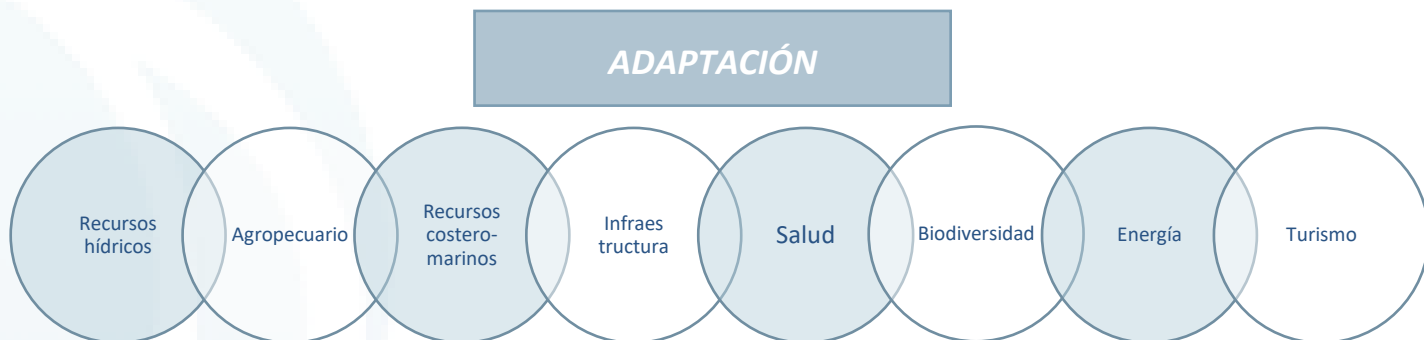 ADAPTACIÓN
Recursos
hídricos
Agropecuario
Recursos
costero-
marinos
Infraes
tructura
Salud
Biodiversidad
Energía
Turismo